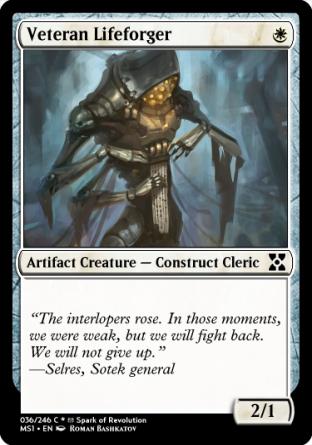 Veteran Lifeforger
Artifact Creature — Construct Cleric
“The interlopers rose. In those moments,
we were weak, but we will fight back.
We will not give up.”
—Selres, Sotek general
2/1
036/246 C * Spark of Revolution
MS1 • EN Roman Bashkatov